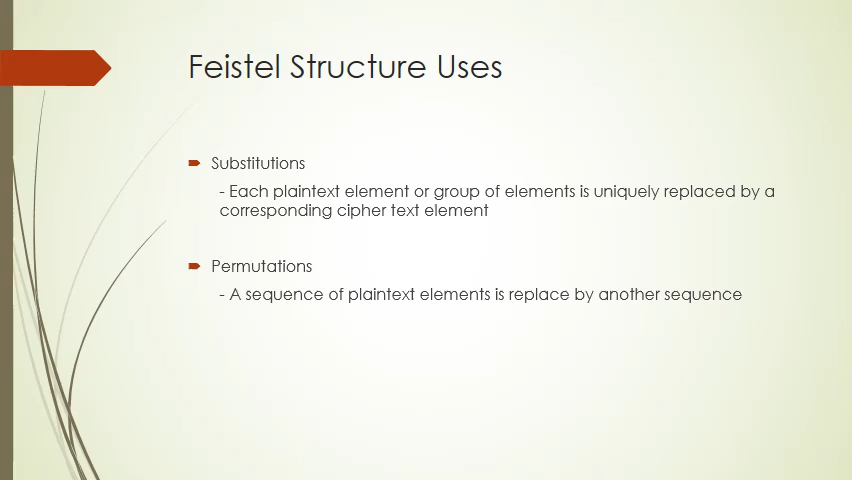 Feistel Structure Uses
Substitutions
- Each plaintext element or group of elements is uniquely replaced by a
corresponding cipher text element
Permutations
- A sequence of plaintext elements is replace by another sequence